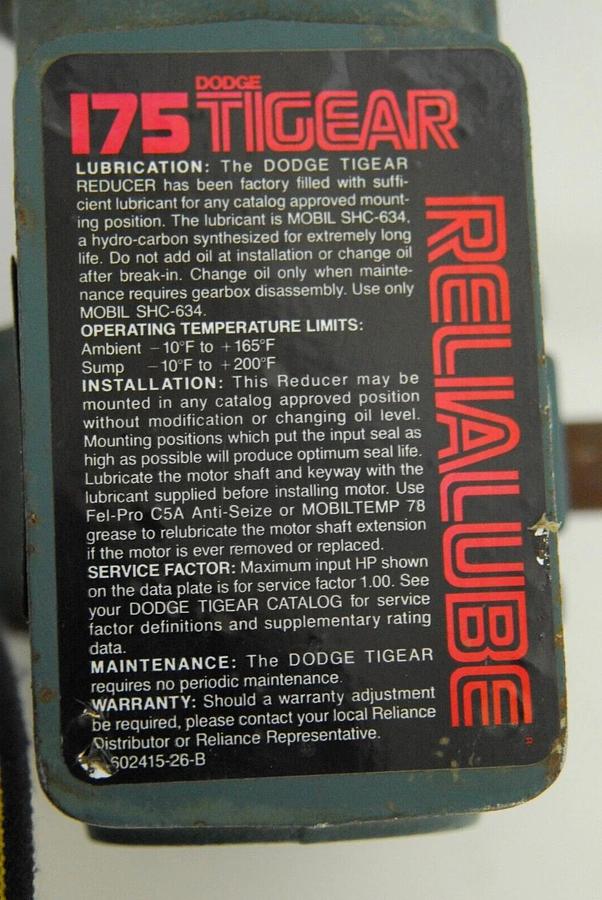 DODGE
175 TIGEAR
LUBRICATION: The DODGE TIGEAR
REDUCER has been factory filled with suffi-
cient lubricant for any catalog approved mount-
ing position. The lubricant is MOBIL SHC-634,
a hydro-carbon synthesized for extremely long
life. Do not add oil at installation or change oil
after break-in. Change oil only when mainte-
nance requires gearbox disassembly. Use only
MOBIL SHC-634.
OPERATING TEMPERATURE LIMITS:
Ambient −10°F to +165°F
Sump −10°F to +200°F
INSTALLATION: This Reducer may be
mounted in any catalog approved position
without modification or changing oil level.
Mounting positions which put the input seal as
high as possible will produce optimum seal life.
Lubricate the motor shaft and keyway with the
lubricant supplied before installing motor. Use
Fel-Pro C5A Anti-Seize or MOBILTEMP 78
grease to relubricate the motor shaft extension
if the motor is ever removed or replaced.
SERVICE FACTOR: Maximum input HP shown
on the data plate is for service factor 1.00. See
your DODGE TIGEAR CATALOG for service
factor definitions and supplementary rating
data.
MAINTENANCE: The DODGE TIGEAR
requires no periodic maintenance.
WARRANTY: Should a warranty adjustment
be required, please contact your local Reliance
Distributor or Reliance Representative.
602415-26-B
RELIALUBE
R